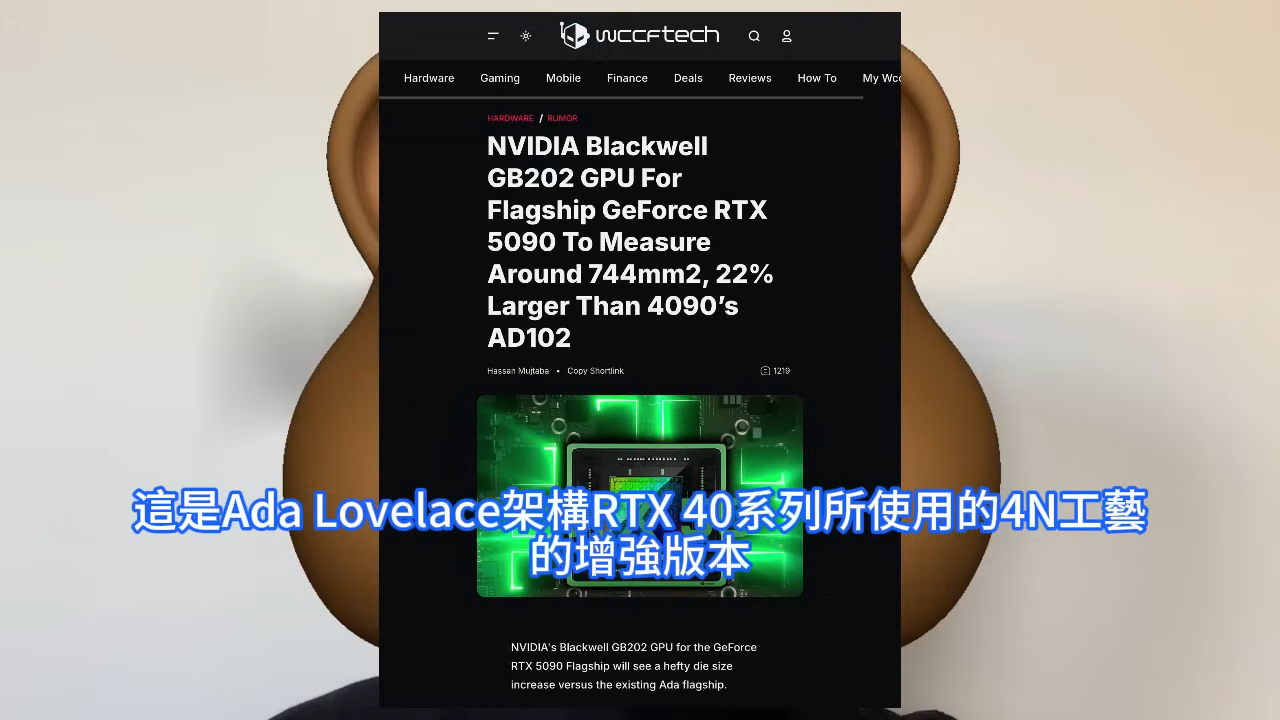 wccftech
Hardware Gaming Mobile Finance Deals Reviews How To My Wcc
HARDWARE / RUMOR
NVIDIA Blackwell
GB202 GPU For
Flagship GeForce RTX
5090 To Measure
Around 744mm2, 22%
Larger Than 4090’s
AD102
Hassan Mujtaba • Copy Shortlink 1219
這是Ada Lovelace架構RTX 40系列所使用的4N工藝
的增強版本
NVIDIA's Blackwell GB202 GPU for the GeForce
RTX 5090 Flagship will see a hefty die size
increase versus the existing Ada flagship.